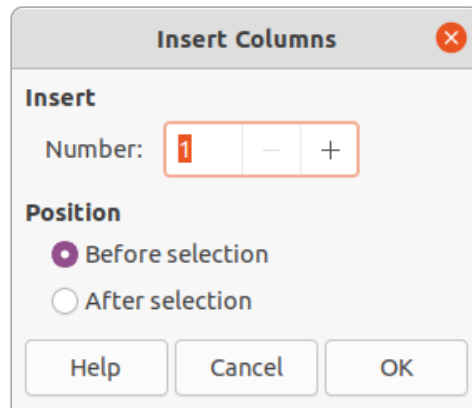 Insert Columns
Insert
Number: 1
Position
Before selection
After selection
Help Cancel OK